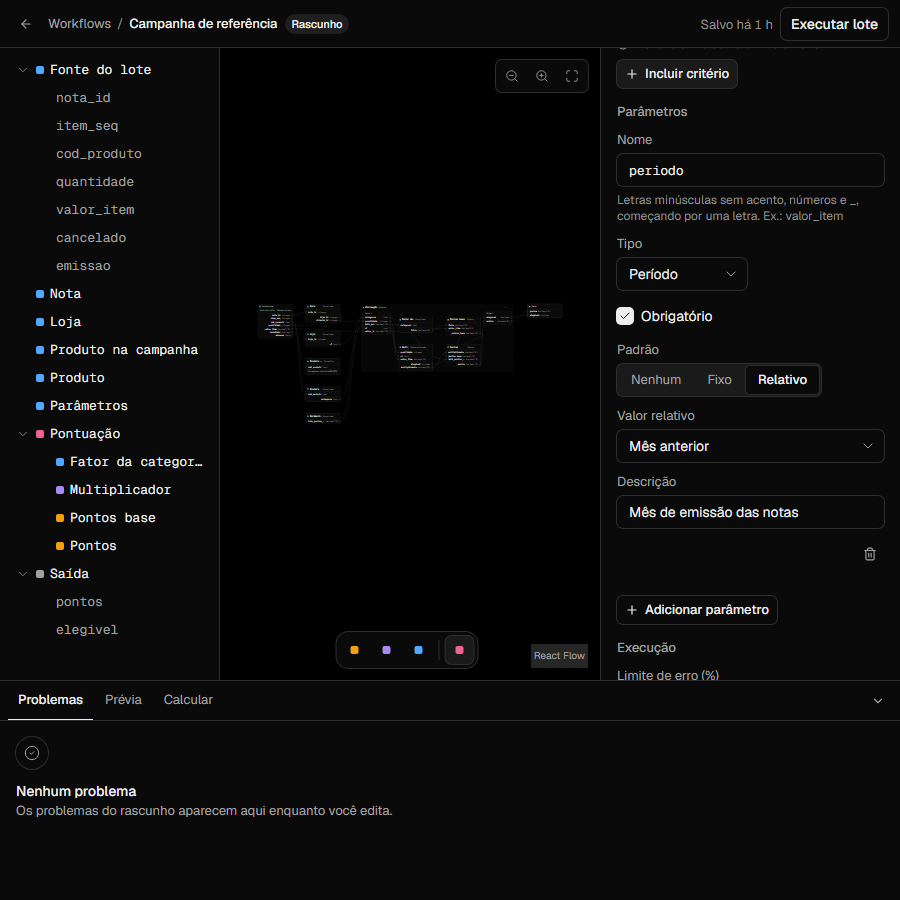 Workflows / Campanha de referência Rascunho
Salvo há 1 h
Executar lote
Fonte do lote
nota_id
item_seq
cod_produto
quantidade
valor_item
cancelado
emissao
Nota
Loja
Produto na campanha
Produto
Parâmetros
Pontuação
Fator da categor…
Multiplicador
Pontos base
Pontos
Saída
pontos
elegivel
React Flow
Incluir critério
Parâmetros
Nome
periodo
Letras minúsculas sem acento, números e _,
começando por uma letra. Ex.: valor_item
Tipo
Período
Obrigatório
Padrão
Nenhum Fixo Relativo
Valor relativo
Mês anterior
Descrição
Mês de emissão das notas
Adicionar parâmetro
Execução
Limite de erro (%)
Problemas Prévia Calcular
Nenhum problema
Os problemas do rascunho aparecem aqui enquanto você edita.